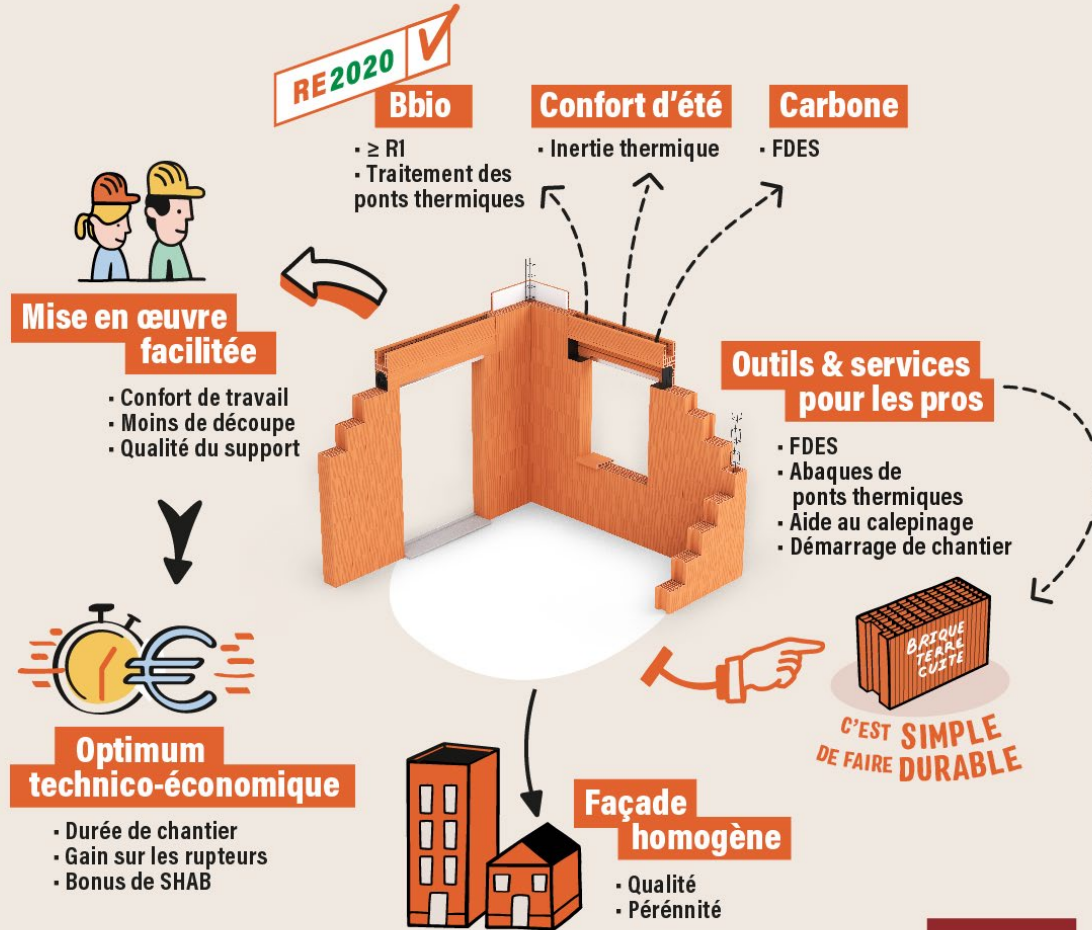 RE2020
Bbio
▪ ≥ R1
▪ Traitement des
ponts thermiques
Confort d'été
▪ Inertie thermique
Carbone
▪ FDES
Mise en œuvre
facilitée
▪ Confort de travail
▪ Moins de découpe
▪ Qualité du support
Outils & services
pour les pros
▪ FDES
▪ Abaques de
ponts thermiques
▪ Aide au calepinage
▪ Démarrage de chantier
BRIQUE
TERRE
CUITE
C'EST SIMPLE
DE FAIRE DURABLE
Optimum
technico-économique
▪ Durée de chantier
▪ Gain sur les rupteurs
▪ Bonus de SHAB
Façade
homogène
▪ Qualité
▪ Pérénnité